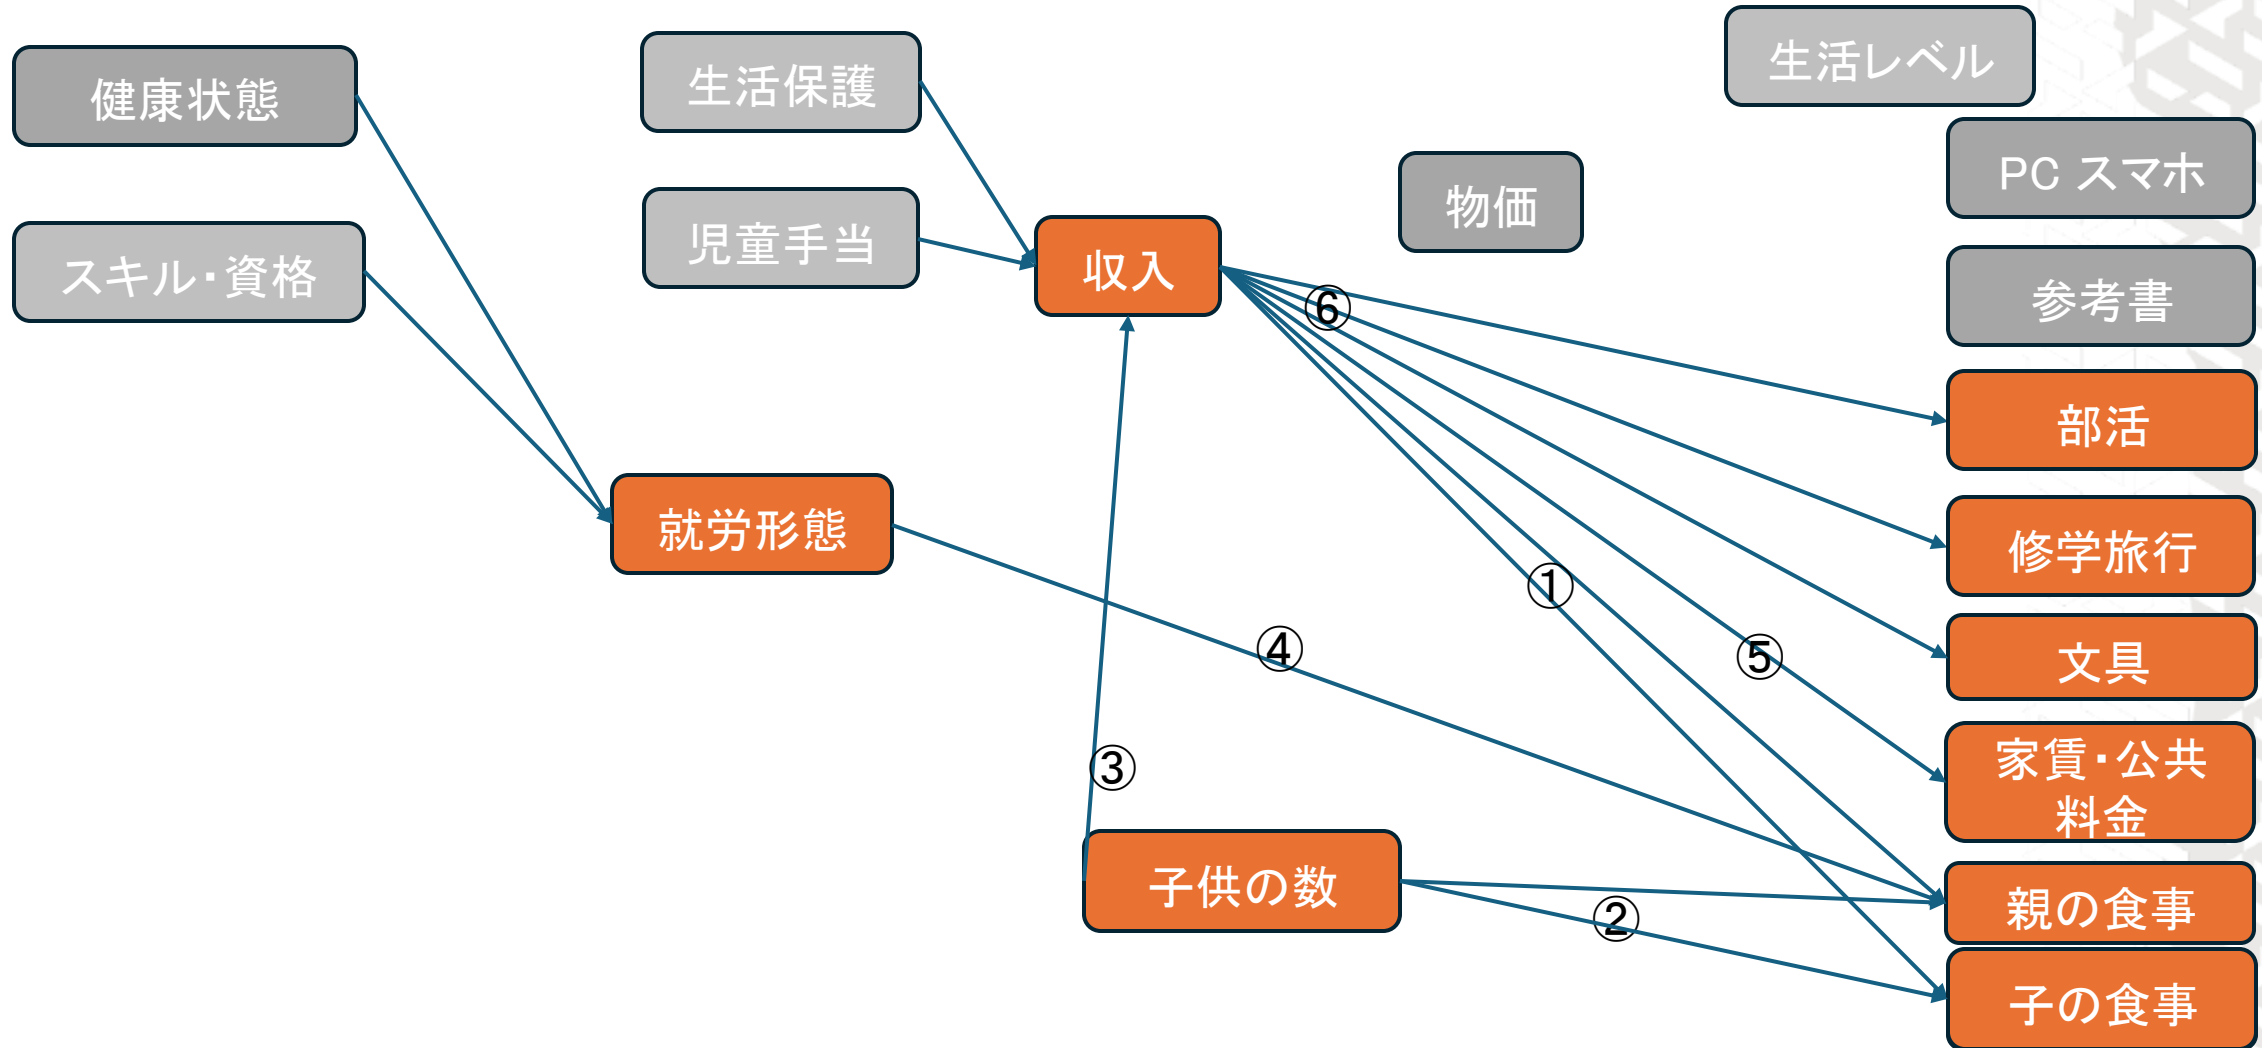 健康状態
スキル・資格
生活保護
児童手当
収入
就労形態
子供の数
物価
生活レベル
PC スマホ
参考書
部活
修学旅行
文具
家賃・公共
料金
親の食事
子の食事
⑥
①
⑤
④
③
②